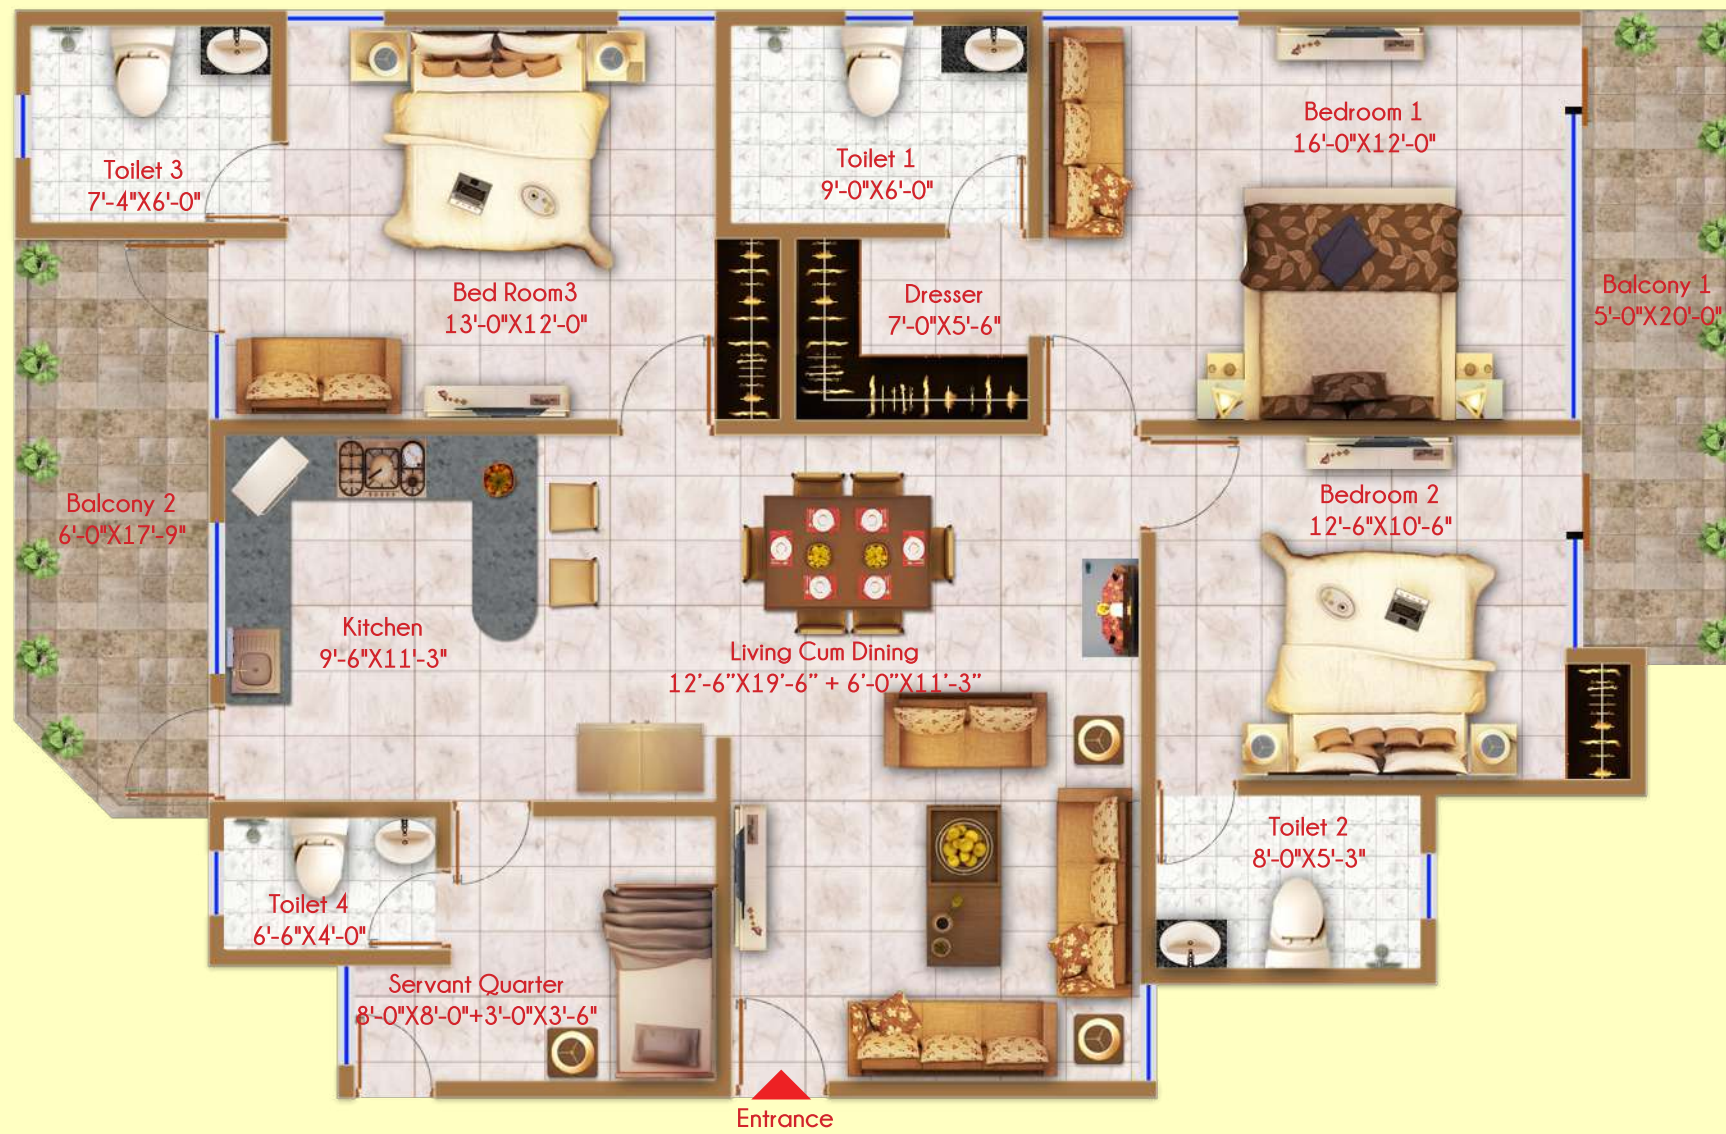 Toilet 3
7'-4"X6'-0"
Toilet 1
9'-0"X6'-0"
Bedroom 1
16'-0"X12'-0"
Bed Room3
13'-0"X12'-0"
Dresser
7'-0"X5'-6"
Balcony 1
5'-0"X20'-0"
Balcony 2
6'-0"X17'-9"
Bedroom 2
12'-6"X10'-6"
Kitchen
9'-6"X11'-3"
Living Cum Dining
12'-6"X19'-6" + 6'-0"X11'-3"
Toilet 2
8'-0"X5'-3"
Toilet 4
6'-6"X4'-0"
Servant Quarter
8'-0"X8'-0"+3'-0"X3'-6"
Entrance